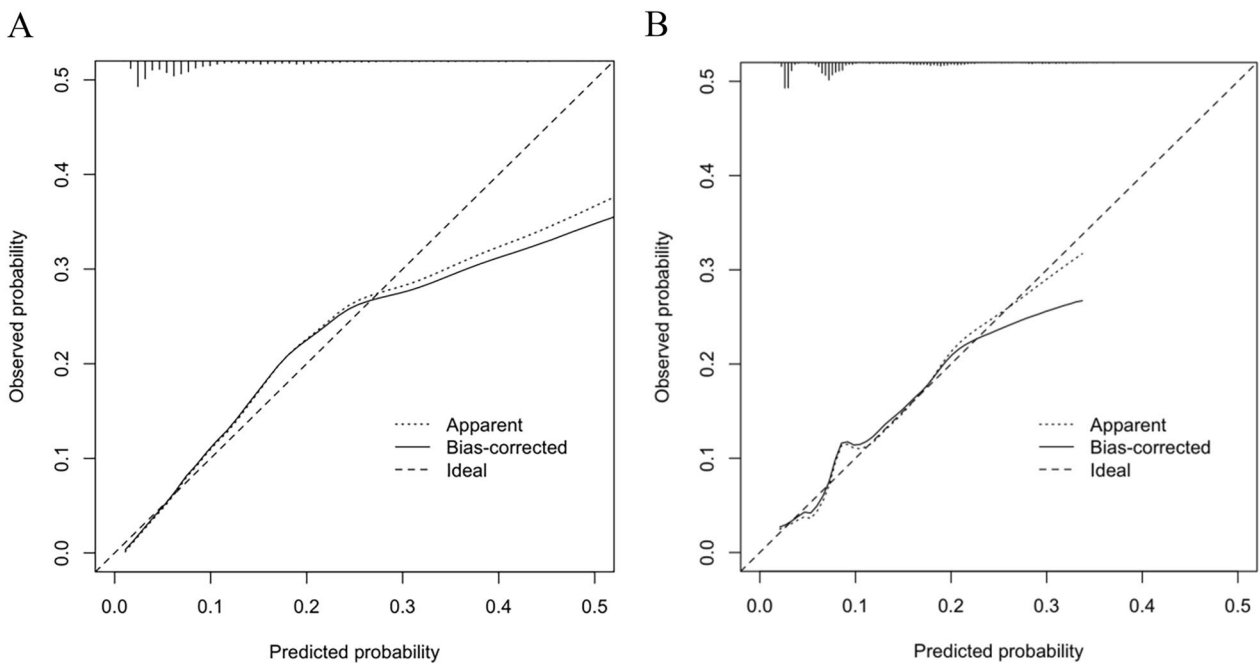 A
B
0.5
0.4
0.3
0.2
0.1
0.0
Observed probability
Apparent
Bias-corrected
Ideal
0.0 0.1 0.2 0.3 0.4 0.5
Predicted probability
0.5
0.4
0.3
0.2
0.1
0.0
Observed probability
Apparent
Bias-corrected
Ideal
0.0 0.1 0.2 0.3 0.4 0.5
Predicted probability